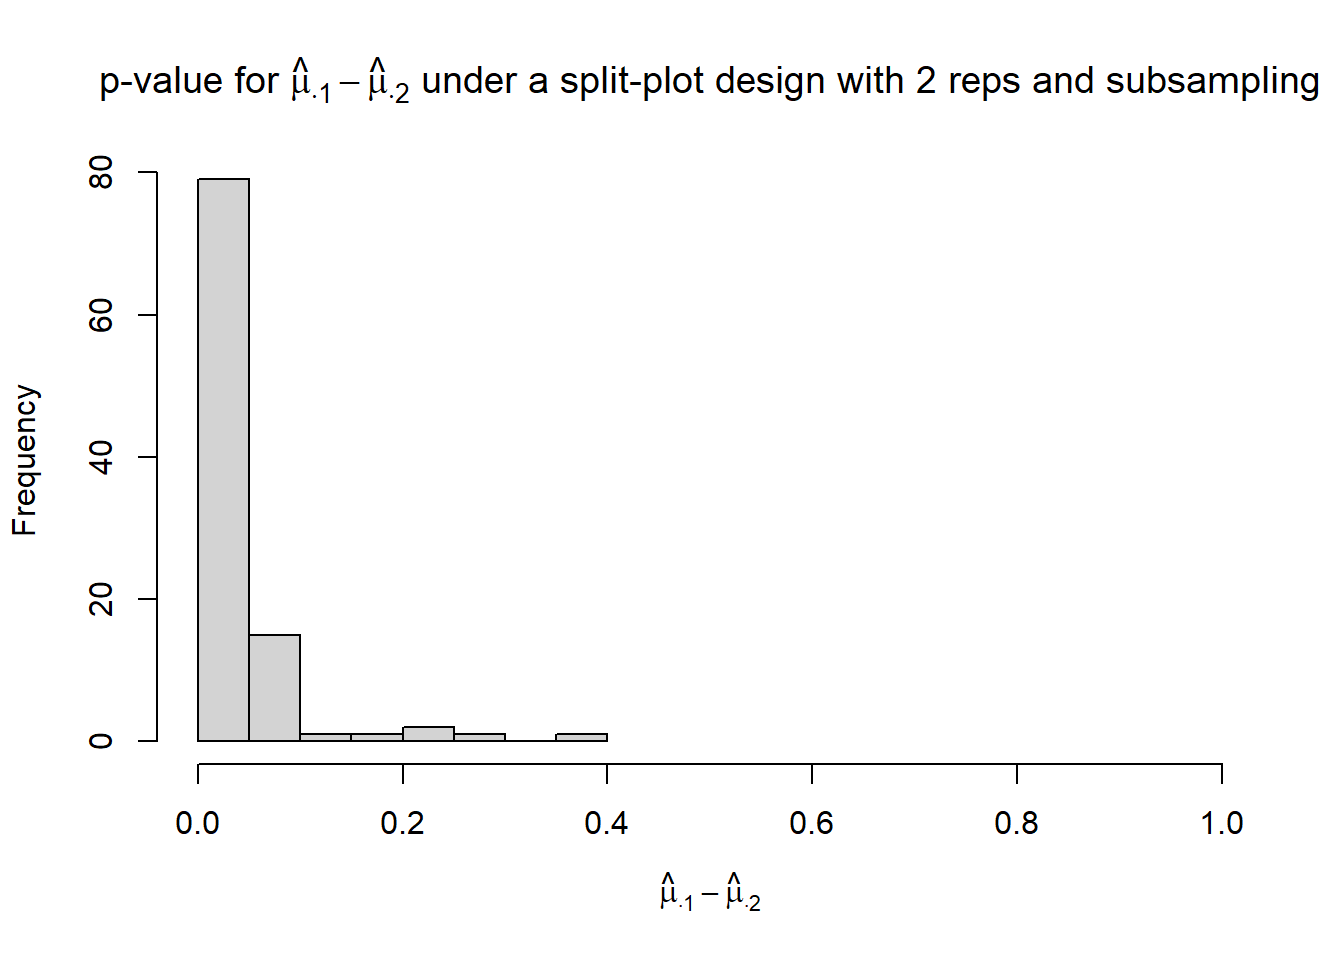 p-value for μ̂.1 − μ̂.2 under a split-plot design with 2 reps and subsampling
Frequency
80
60
40
20
0
0.0 0.2 0.4 0.6 0.8 1.0
μ̂.1 − μ̂.2